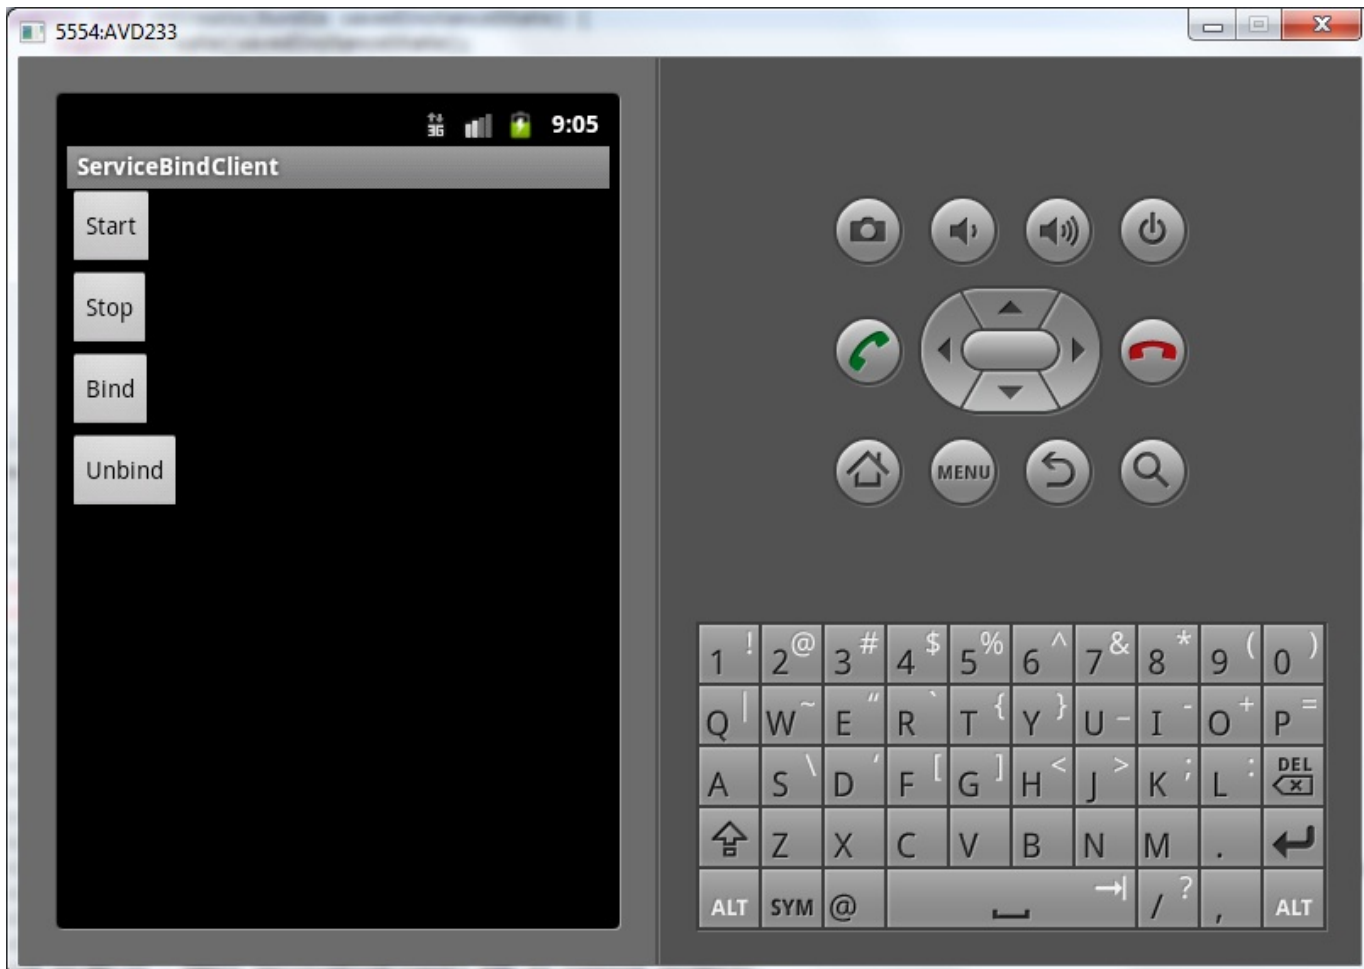 5554:AVD233
3G 9:05
ServiceBindClient
Start
Stop
Bind
Unbind
MENU
1 ! 2 @ 3 # 4 $ 5 % 6 ^ 7 & 8 * 9 ( 0 )
Q | W ~ E " R ` T { Y } U _ I - O + P =
A S \ D ' F [ G ] H < J > K ; L : DEL
Z X C V B N M .
ALT SYM @ / ? , ALT